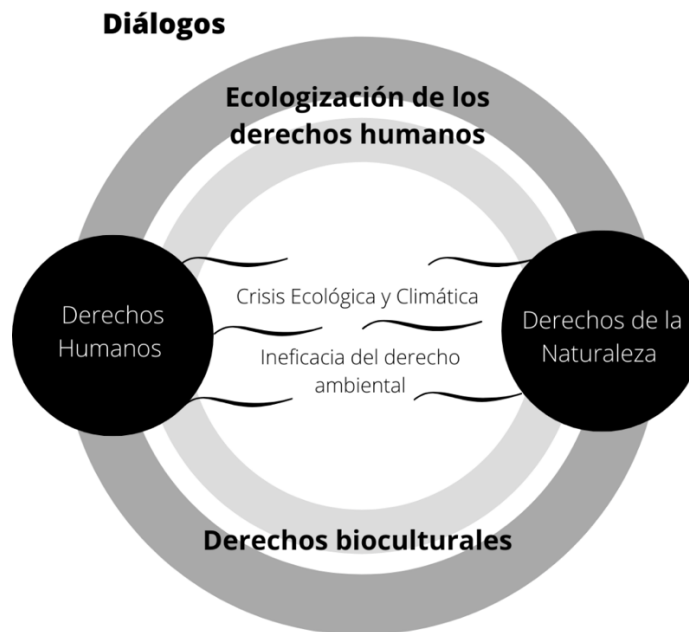 Diálogos
Ecologización de los
derechos humanos
Derechos
Humanos
Crisis Ecológica y Climática
Ineficacia del derecho
ambiental
Derechos de la
Naturaleza
Derechos bioculturales